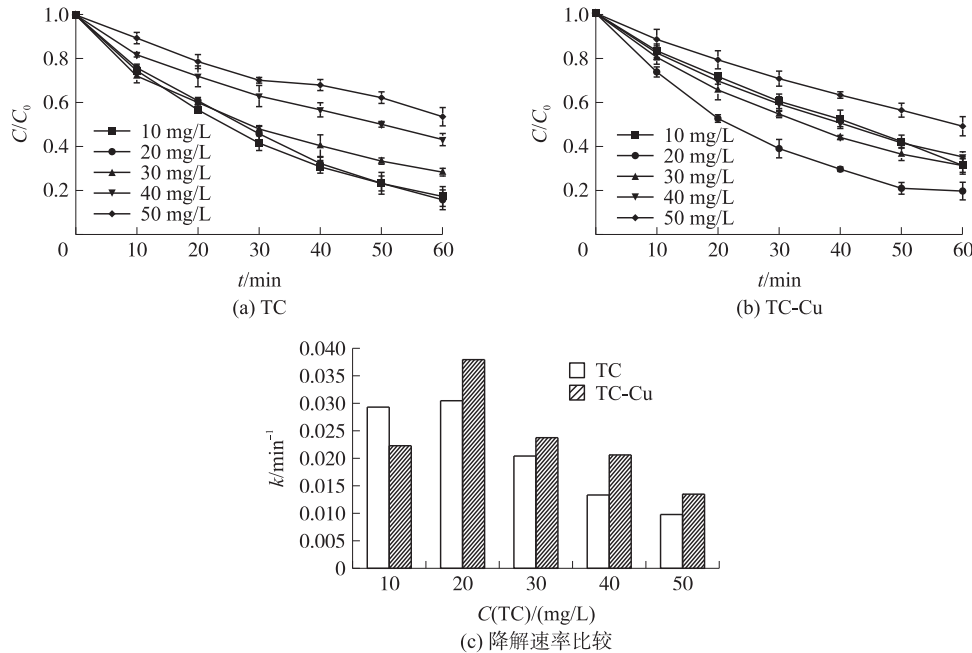 1.0
0.8
0.6
0.4
0.2
0
C/C₀
10 mg/L
20 mg/L
30 mg/L
40 mg/L
50 mg/L
10 20 30 40 50 60
t/min
(a) TC
1.0
0.8
0.6
0.4
0.2
0
C/C₀
10 mg/L
20 mg/L
30 mg/L
40 mg/L
50 mg/L
10 20 30 40 50 60
t/min
(b) TC-Cu
0.040
0.035
0.030
0.025
0.020
0.015
0.010
0.005
0
k/min⁻¹
TC
TC-Cu
10 20 30 40 50
C(TC)/(mg/L)
(c) 降解速率比较